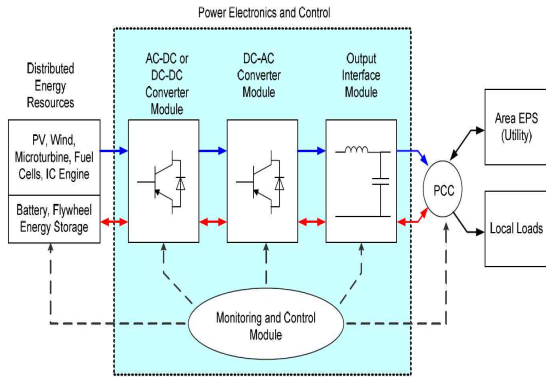 Power Electronics and Control
Distributed
Energy
Resources
AC-DC or
DC-DC
Converter
Module
DC-AC
Converter
Module
Output
Interface
Module
PV, Wind,
Microturbine, Fuel
Cells, IC Engine
Battery, Flywheel
Energy Storage
PCC
Area EPS
(Utility)
Local Loads
Monitoring and Control
Module